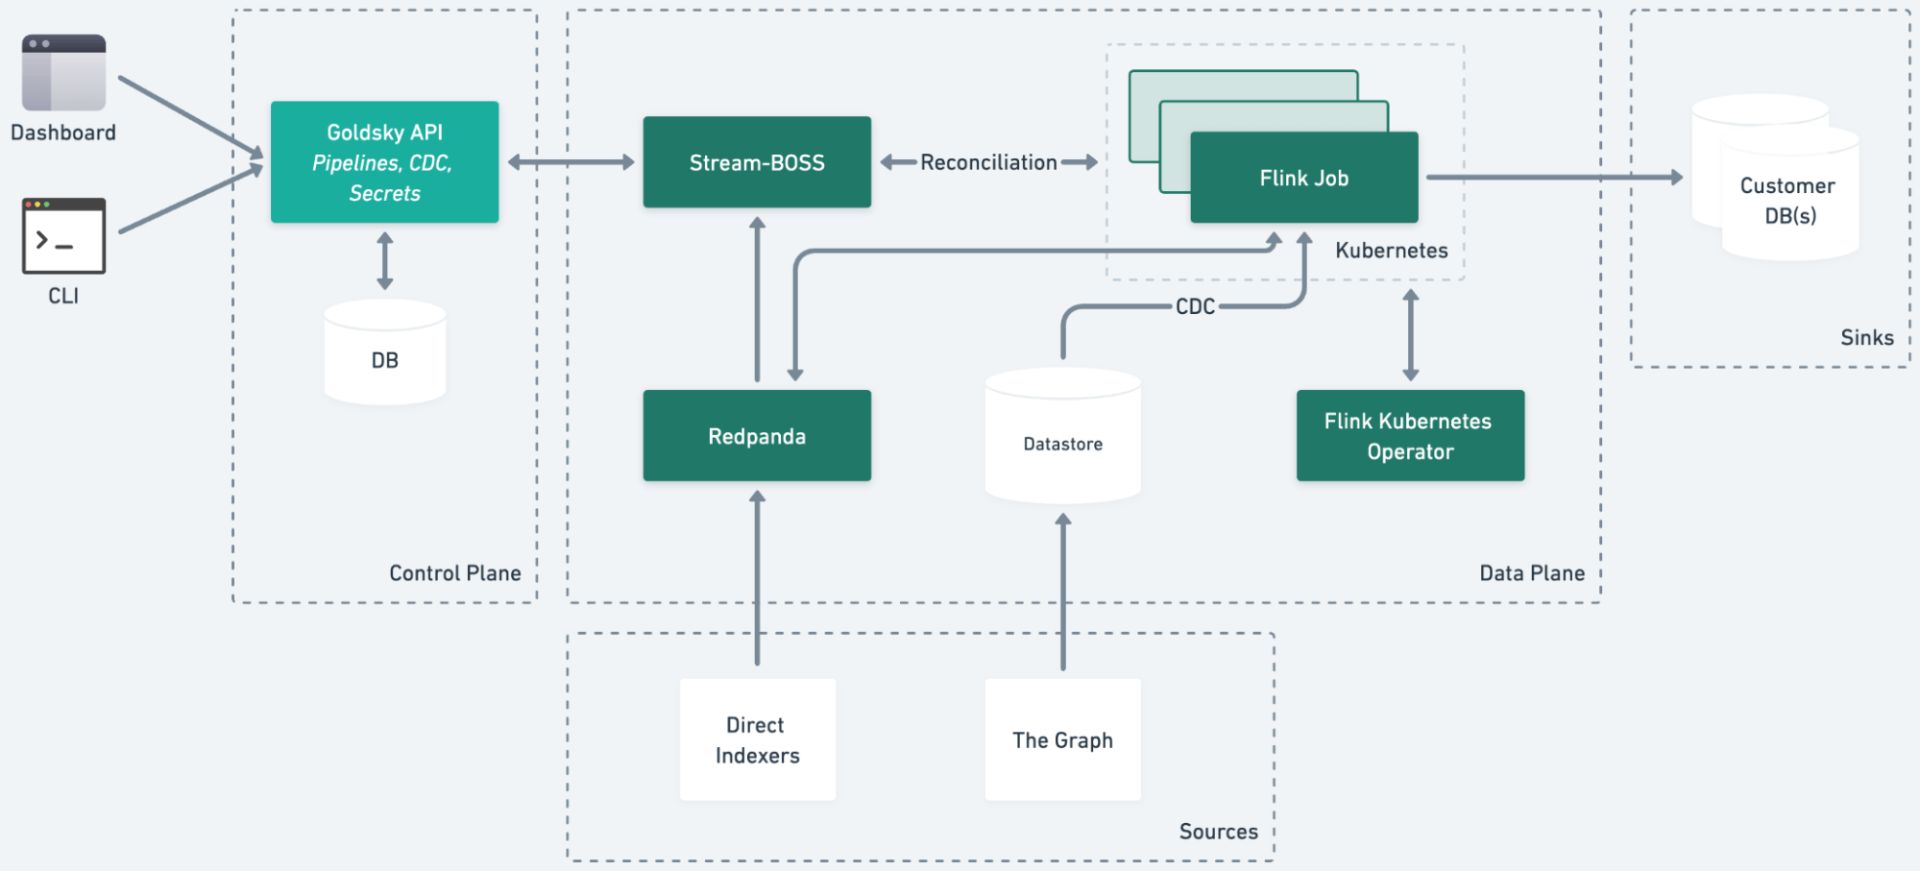 Dashboard
CLI
Goldsky API
Pipelines, CDC,
Secrets
DB
Control Plane
Stream-BOSS
Reconciliation
Flink Job
Kubernetes
CDC
Redpanda
Datastore
Flink Kubernetes
Operator
Data Plane
Customer
DB(s)
Sinks
Direct
Indexers
The Graph
Sources